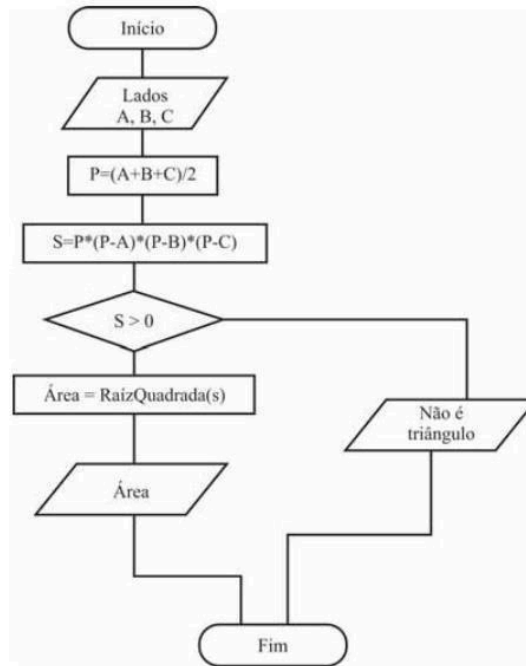 Início
Lados
A, B, C
P=(A+B+C)/2
S=P*(P-A)*(P-B)*(P-C)
S > 0
Área = RaízQuadrada(s)
Não é
triângulo
Área
Fim